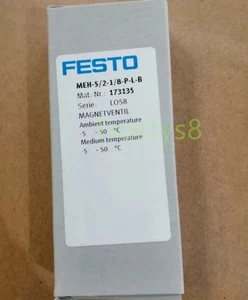 FESTO
MEH-5/2-1/8-P-L-B
Mat. Nr.: 173135
Serie: LO58
MAGNETVENTIL
Ambient temperature
-5 - 50 °C
Medium temperature
-5 - 50 °C